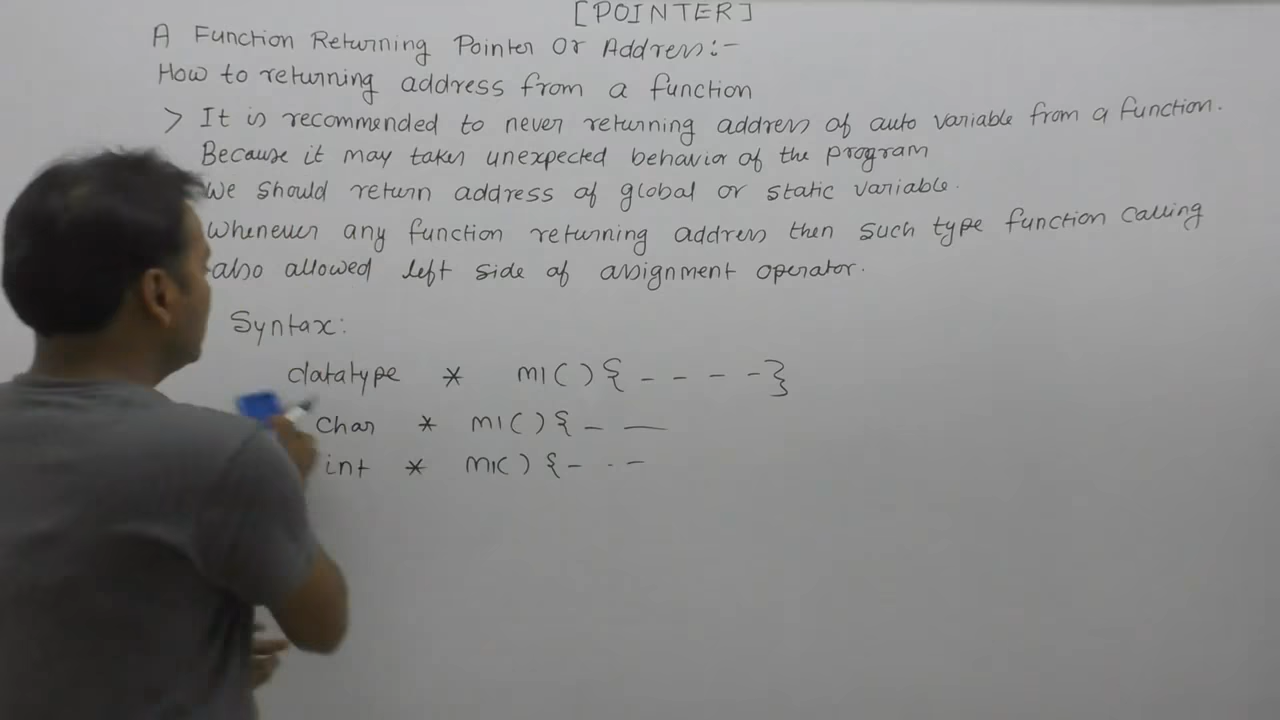 [POINTER]
A Function Returning Pointer Or Address:-
How to returning address from a function
> It is recommended to never returning address of auto variable from a function.
Because it may taken unexpected behavior of the program
We should return address of global or static variable.
Whenever any function returning address then such type function calling
also allowed left side of assignment operator.
Syntax:
datatype * m1(){ - - - -}
char * m1(){ - —
int * m1() {- - -